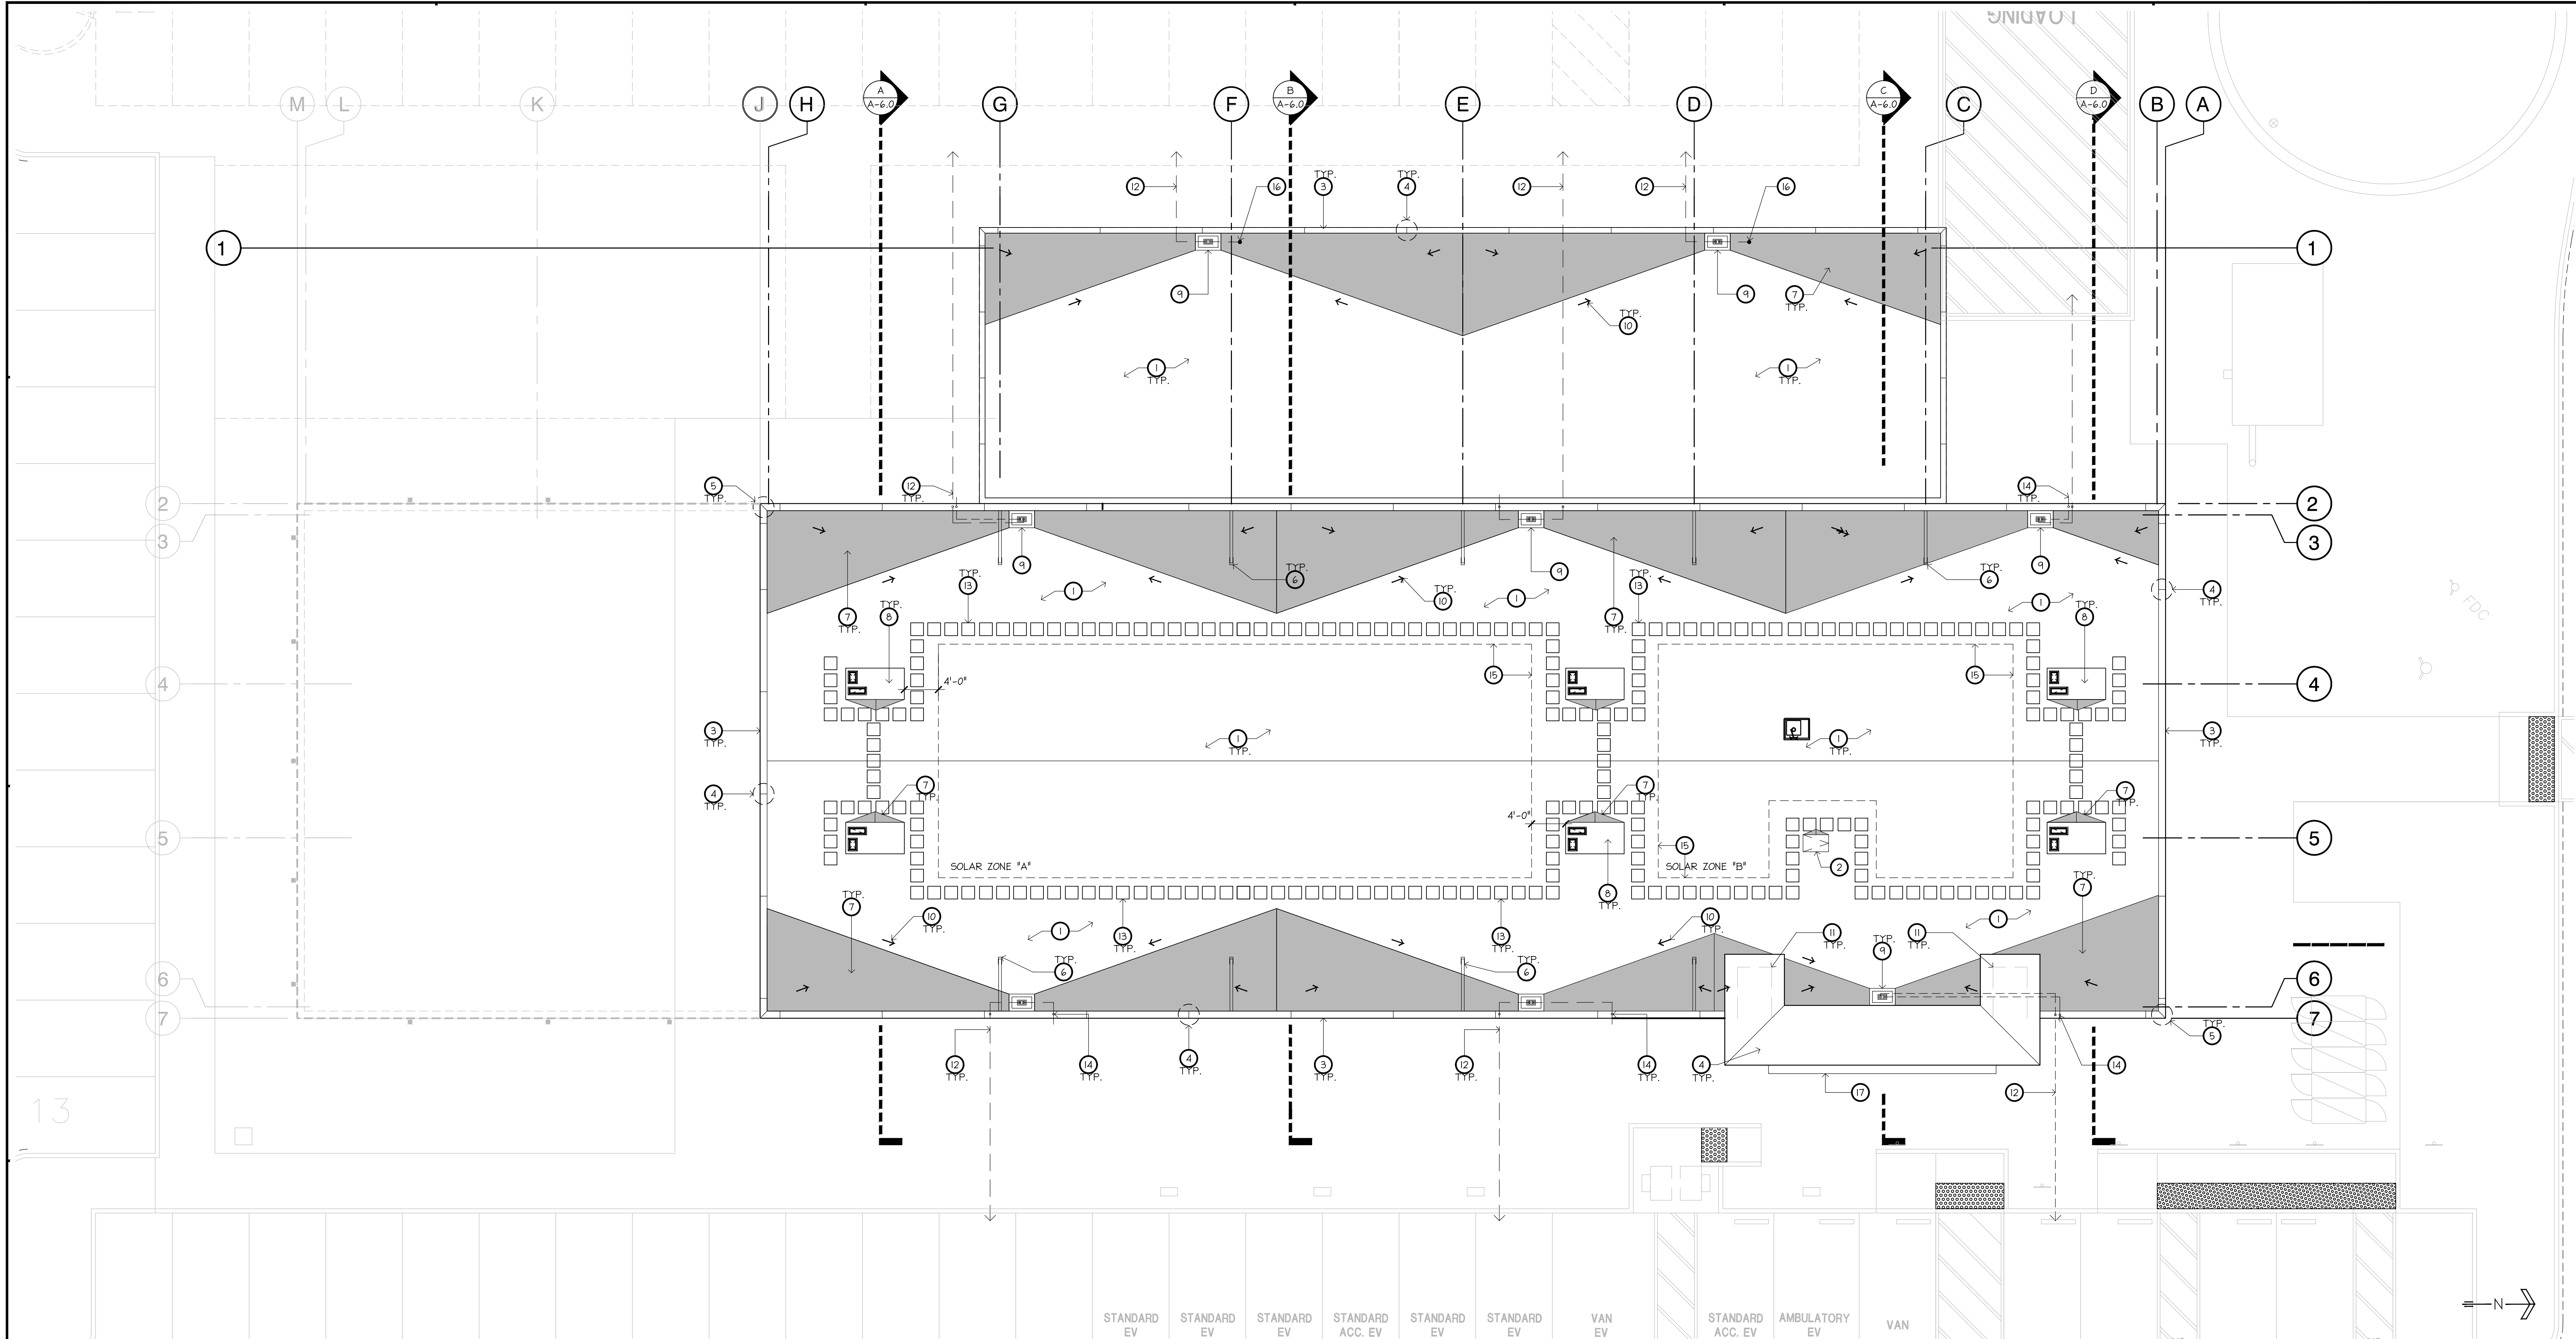 LOADING
M
L
K
J
H
A
A-6.0
G
F
B
A-6.0
E
D
C
A-6.0
C
D
A-6.0
B
A
12
16
TYP.
3
TYP.
4
12
12
16
1
1
9
9
7
TYP.
TYP.
10
1
TYP.
1
TYP.
5
TYP.
12
TYP.
14
TYP.
2
2
3
3
9
TYP.
6
9
TYP.
6
9
TYP.
13
TYP.
13
1
TYP.
10
1
1
4
TYP.
7
TYP.
TYP.
8
7
TYP.
TYP.
8
FDC
4
4'-0"
15
15
4
3
TYP.
1
TYP.
1
TYP.
3
TYP.
4
TYP.
7
TYP.
7
TYP.
7
TYP.
4'-0"
5
5
SOLAR ZONE "A"
15
SOLAR ZONE "B"
2
8
TYP.
TYP.
7
TYP.
7
10
TYP.
1
13
TYP.
13
TYP.
10
TYP.
11
TYP.
11
TYP.
1
TYP.
9
6
TYP.
6
TYP.
6
6
7
7
TYP.
5
12
TYP.
14
TYP.
4
TYP.
3
TYP.
12
TYP.
14
TYP.
4
TYP.
14
17
12
13
N
STANDARD
EV
STANDARD
EV
STANDARD
EV
STANDARD
ACC. EV
STANDARD
EV
STANDARD
EV
VAN
EV
STANDARD
ACC. EV
AMBULATORY
EV
VAN